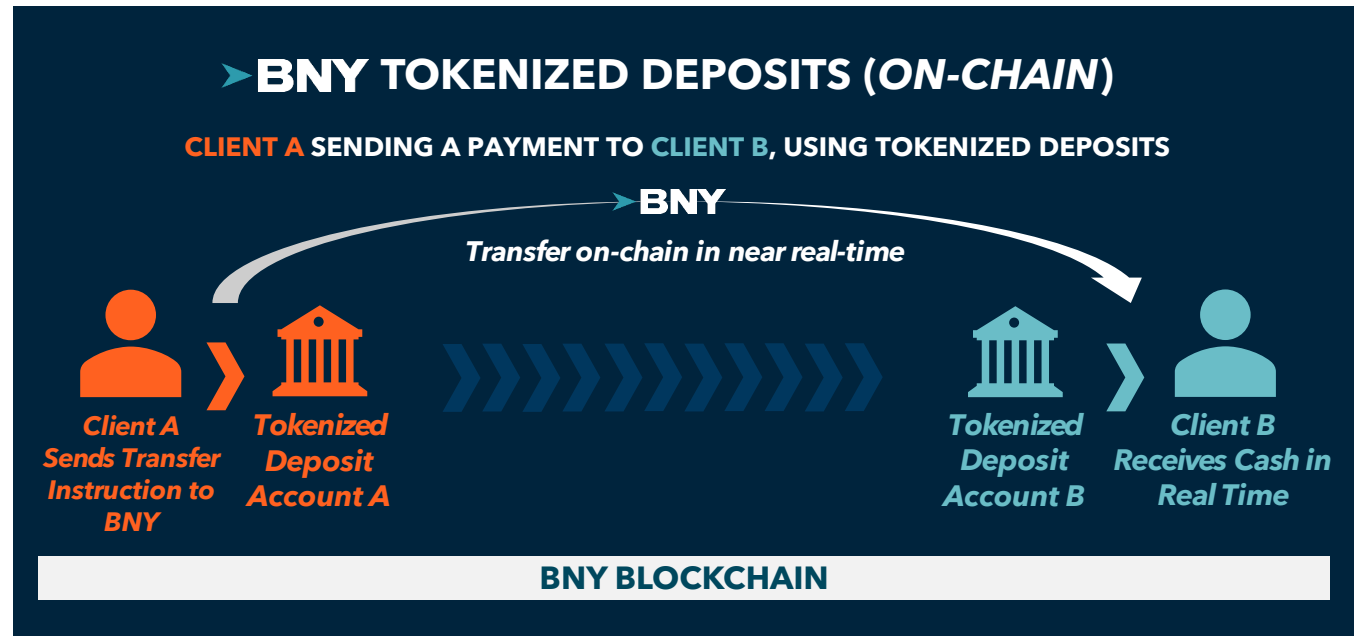 BNY TOKENIZED DEPOSITS (ON-CHAIN)
CLIENT A SENDING A PAYMENT TO CLIENT B, USING TOKENIZED DEPOSITS
BNY
Transfer on-chain in near real-time
Client A
Sends Transfer
Instruction to
BNY
Tokenized
Deposit
Account A
Tokenized
Deposit
Account B
Client B
Receives Cash in
Real Time
BNY BLOCKCHAIN